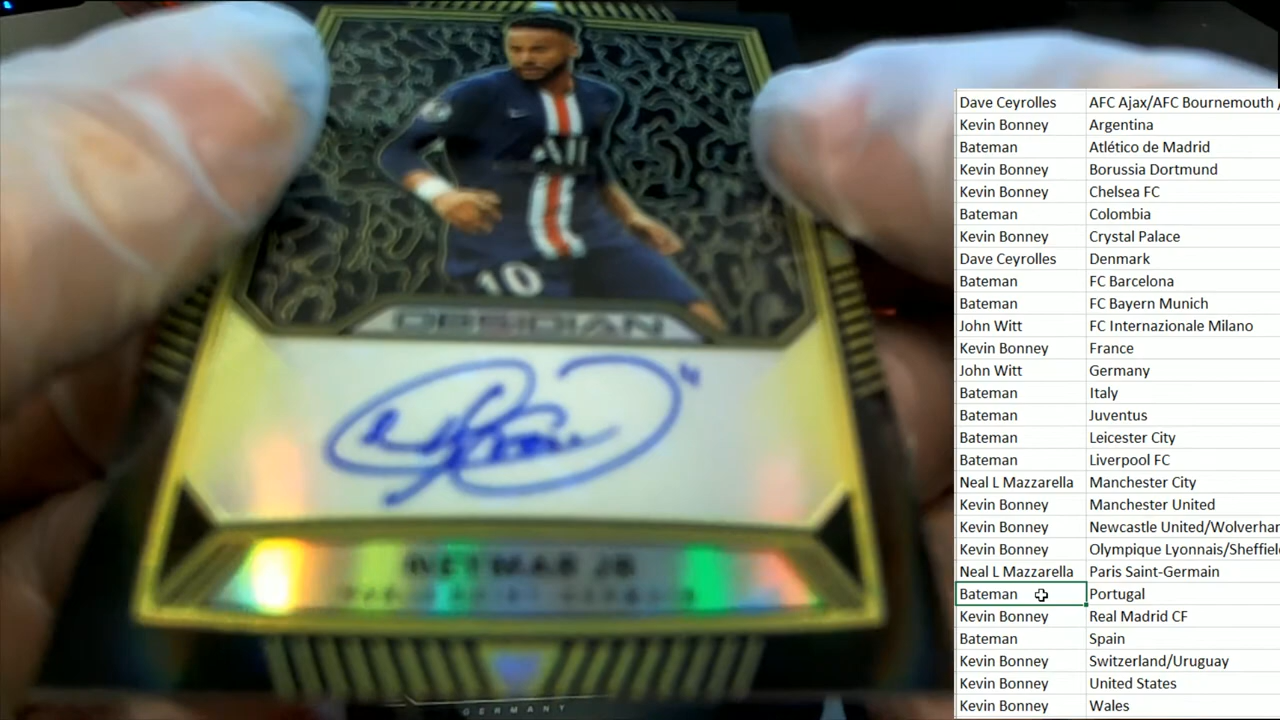 ALL
10
OBSIDIAN
NEYMAR JR
GERMANY
Dave Ceyrolles AFC Ajax/AFC Bournemouth /
Kevin Bonney Argentina
Bateman Atlético de Madrid
Kevin Bonney Borussia Dortmund
Kevin Bonney Chelsea FC
Bateman Colombia
Kevin Bonney Crystal Palace
Dave Ceyrolles Denmark
Bateman FC Barcelona
Bateman FC Bayern Munich
John Witt FC Internazionale Milano
Kevin Bonney France
John Witt Germany
Bateman Italy
Bateman Juventus
Bateman Leicester City
Bateman Liverpool FC
Neal L Mazzarella Manchester City
Kevin Bonney Manchester United
Kevin Bonney Newcastle United/Wolverhar
Kevin Bonney Olympique Lyonnais/Sheffiel
Neal L Mazzarella Paris Saint-Germain
Bateman Portugal
Kevin Bonney Real Madrid CF
Bateman Spain
Kevin Bonney Switzerland/Uruguay
Kevin Bonney United States
Kevin Bonney Wales